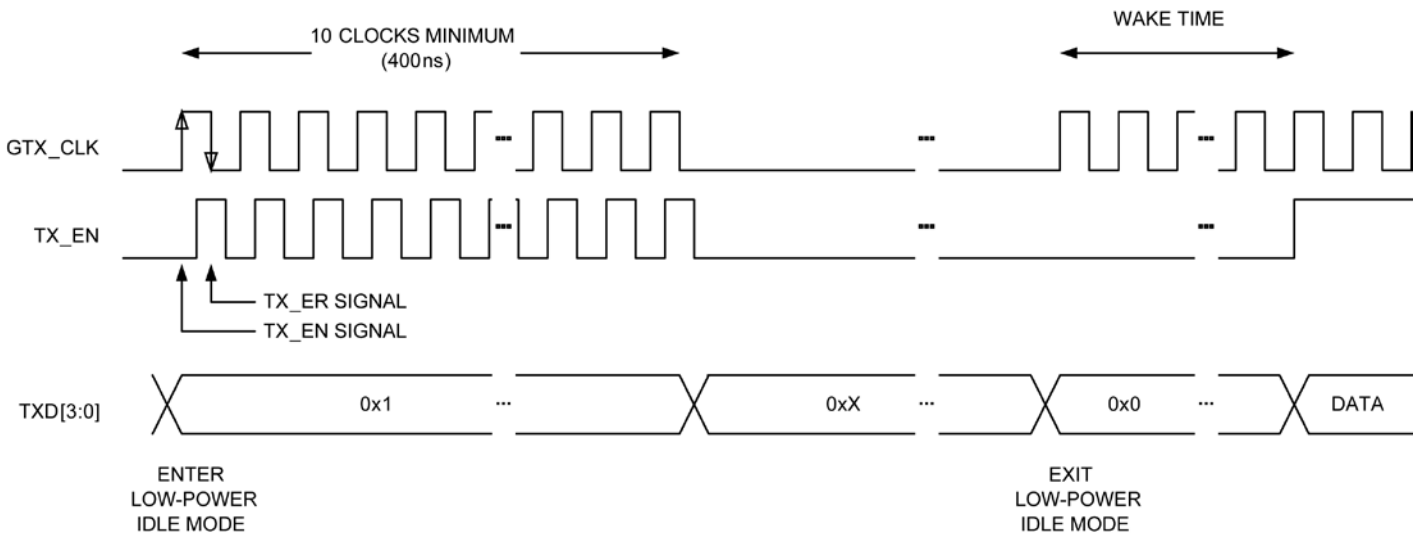 10 CLOCKS MINIMUM
(400ns)
WAKE TIME
GTX_CLK
...
...
...
TX_EN
...
...
...
TX_ER SIGNAL
TX_EN SIGNAL
TXD[3:0]
0x1
...
0xX
...
0x0
...
DATA
ENTER
LOW-POWER
IDLE MODE
EXIT
LOW-POWER
IDLE MODE